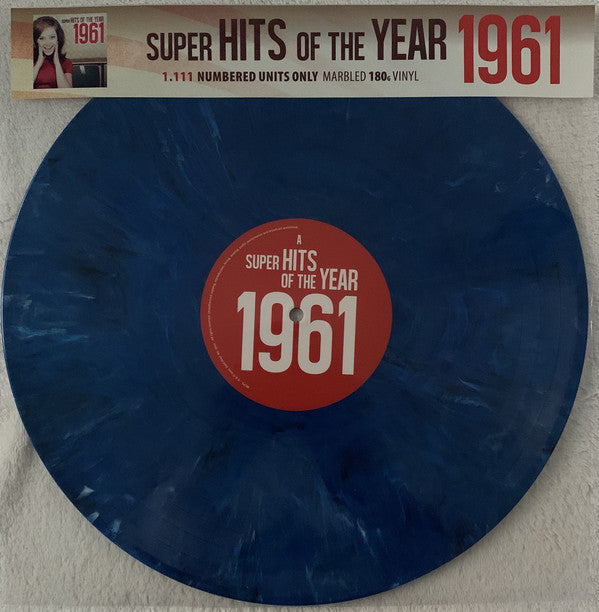 SUPER HITS OF THE YEAR
1961
SUPER HITS OF THE YEAR 1961
1.111 NUMBERED UNITS ONLY MARBLED 180G VINYL
A
SUPER HITS
OF THE YEAR
1961